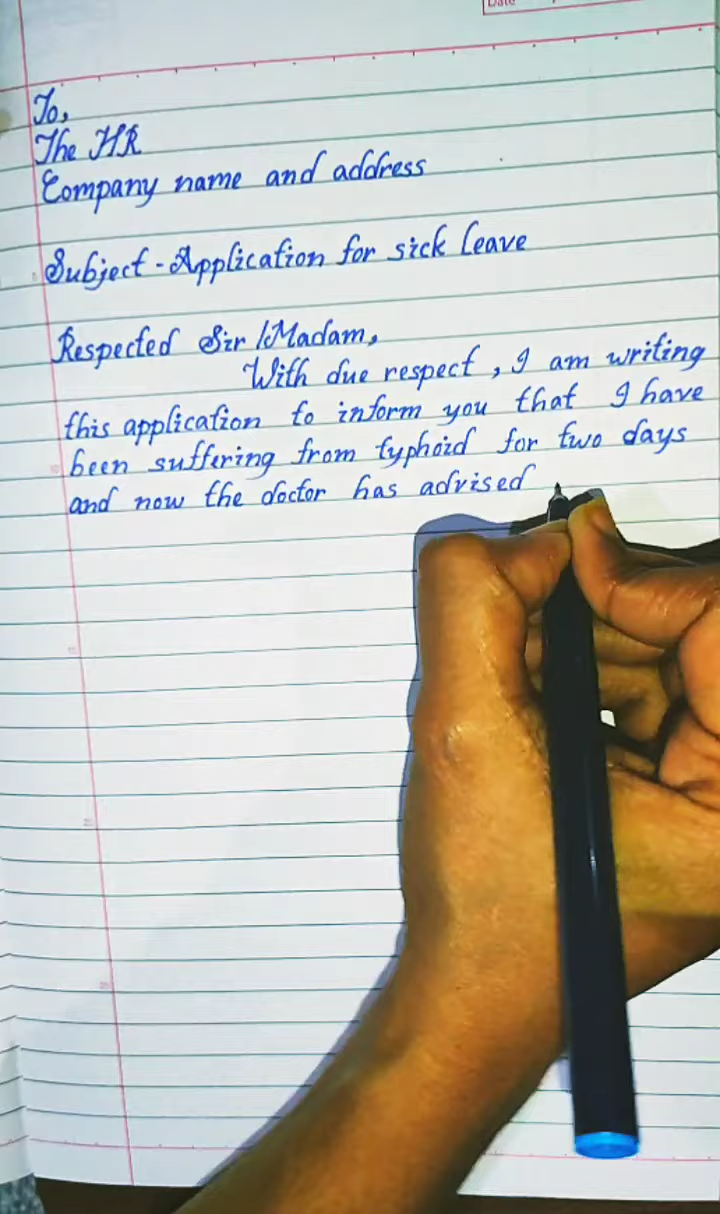 Date
To,
The HR
Company name and address
Subject - Application for sick leave
Respected Sir/Madam,
With due respect, I am writing
this application to inform you that I have
been suffering from typhoid for two days
and now the doctor has advised